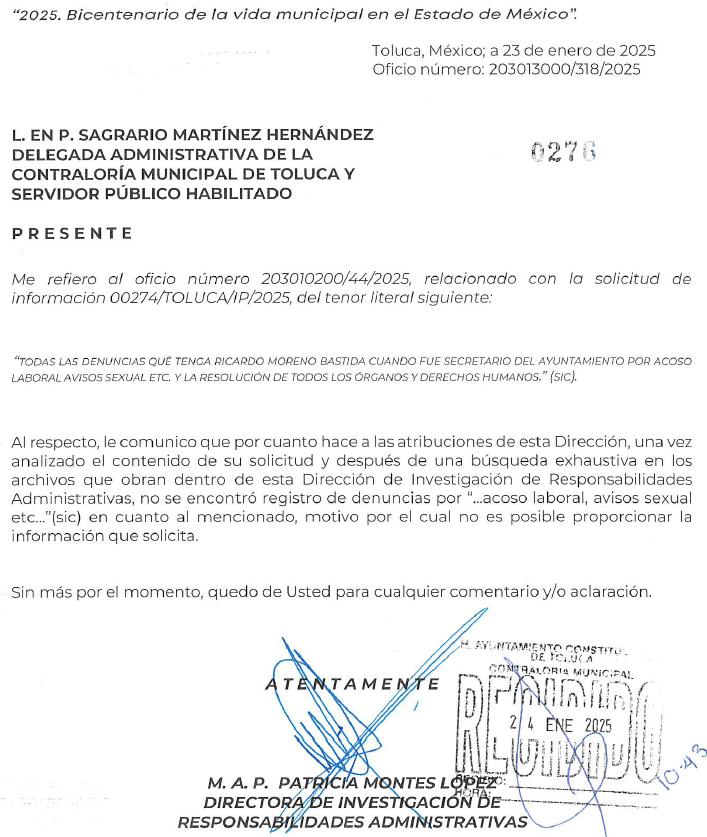 “2025. Bicentenario de la vida municipal en el Estado de México”.
Toluca, México; a 23 de enero de 2025
Oficio número: 203013000/318/2025
L. EN P. SAGRARIO MARTÍNEZ HERNÁNDEZ
DELEGADA ADMINISTRATIVA DE LA
CONTRALORÍA MUNICIPAL DE TOLUCA Y
SERVIDOR PÚBLICO HABILITADO
0276
P R E S E N T E
Me refiero al oficio número 203010200/44/2025, relacionado con la solicitud de
información 00274/TOLUCA/IP/2025, del tenor literal siguiente:
“TODAS LAS DENUNCIAS QUÉ TENGA RICARDO MORENO BASTIDA CUANDO FUE SECRETARIO DEL AYUNTAMIENTO POR ACOSO
LABORAL AVISOS SEXUAL ETC. Y LA RESOLUCIÓN DE TODOS LOS ÓRGANOS Y DERECHOS HUMANOS.” (SIC).
Al respecto, le comunico que por cuanto hace a las atribuciones de esta Dirección, una vez
analizado el contenido de su solicitud y después de una búsqueda exhaustiva en los
archivos que obran dentro de esta Dirección de Investigación de Responsabilidades
Administrativas, no se encontró registro de denuncias por “...acoso laboral, avisos sexual
etc...”(sic) en cuanto al mencionado, motivo por el cual no es posible proporcionar la
información que solicita.
Sin más por el momento, quedo de Usted para cualquier comentario y/o aclaración.
A T E N T A M E N T E
H. AYUNTAMIENTO CONSTITU
DE TOLUCA
CONTRALORIA MUNICIPAL
RECIBIDO
24 ENE 2025
HORA:
10:43
M. A. P. PATRICIA MONTES LÓPEZ
DIRECTORA DE INVESTIGACIÓN DE
RESPONSABILIDADES ADMINISTRATIVAS